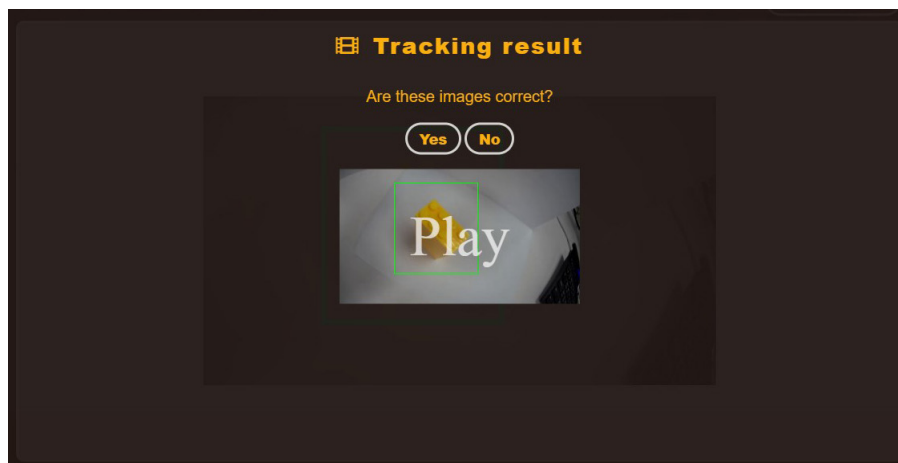 Tracking result
Are these images correct?
Yes No
Play